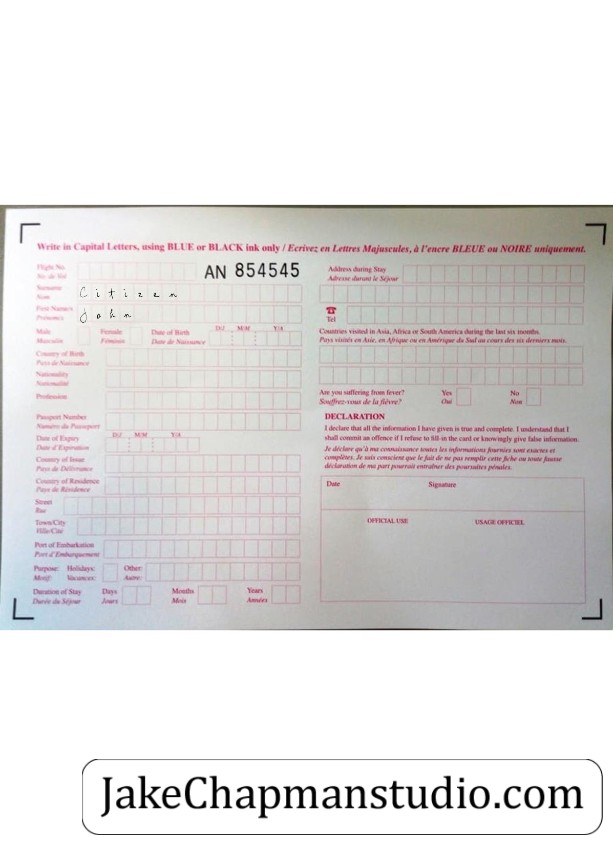 Write in Capital Letters, using BLUE or BLACK ink only / Ecrivez en Lettres Majuscules, à l'encre BLEUE ou NOIRE uniquement.
Flight No.
No. de Vol
AN 854545
Surname
Nom
Citizen
First Names
Prénoms
John
Male
Masculin
Female
Féminin
Date of Birth
Date de Naissance
D/J M/M Y/A
Country of Birth
Pays de Naissance
Nationality
Nationalité
Profession
Passport Number
Numéro du Passeport
Date of Expiry
Date d'Expiration
D/J M/M Y/A
Country of Issue
Pays de Délivrance
Country of Residence
Pays de Résidence
Street
Rue
Town/City
Ville/Cité
Port of Embarkation
Port d'Embarquement
Purpose: Holidays:
Motif: Vacances:
Other:
Autre:
Duration of Stay
Durée du Séjour
Days
Jours
Months
Mois
Years
Années
Address during Stay
Adresse durant le Séjour
☎
Tel
Countries visited in Asia, Africa or South America during the last six months.
Pays visités en Asie, en Afrique ou en Amérique du Sud au cours des six derniers mois.
Are you suffering from fever?
Souffrez-vous de la fièvre?
Yes
Oui
No
Non
DECLARATION
I declare that all the information I have given is true and complete. I understand that I
shall commit an offence if I refuse to fill-in the card or knowingly give false information.
Je déclare qu'à ma connaissance toutes les informations fournies sont exactes et
complètes. Je suis conscient que le fait de ne pas remplir cette fiche ou toute fausse
déclaration de ma part pourrait entraîner des poursuites pénales.
Date
Signature
OFFICIAL USE
USAGE OFFICIEL
JakeChapmanstudio.com